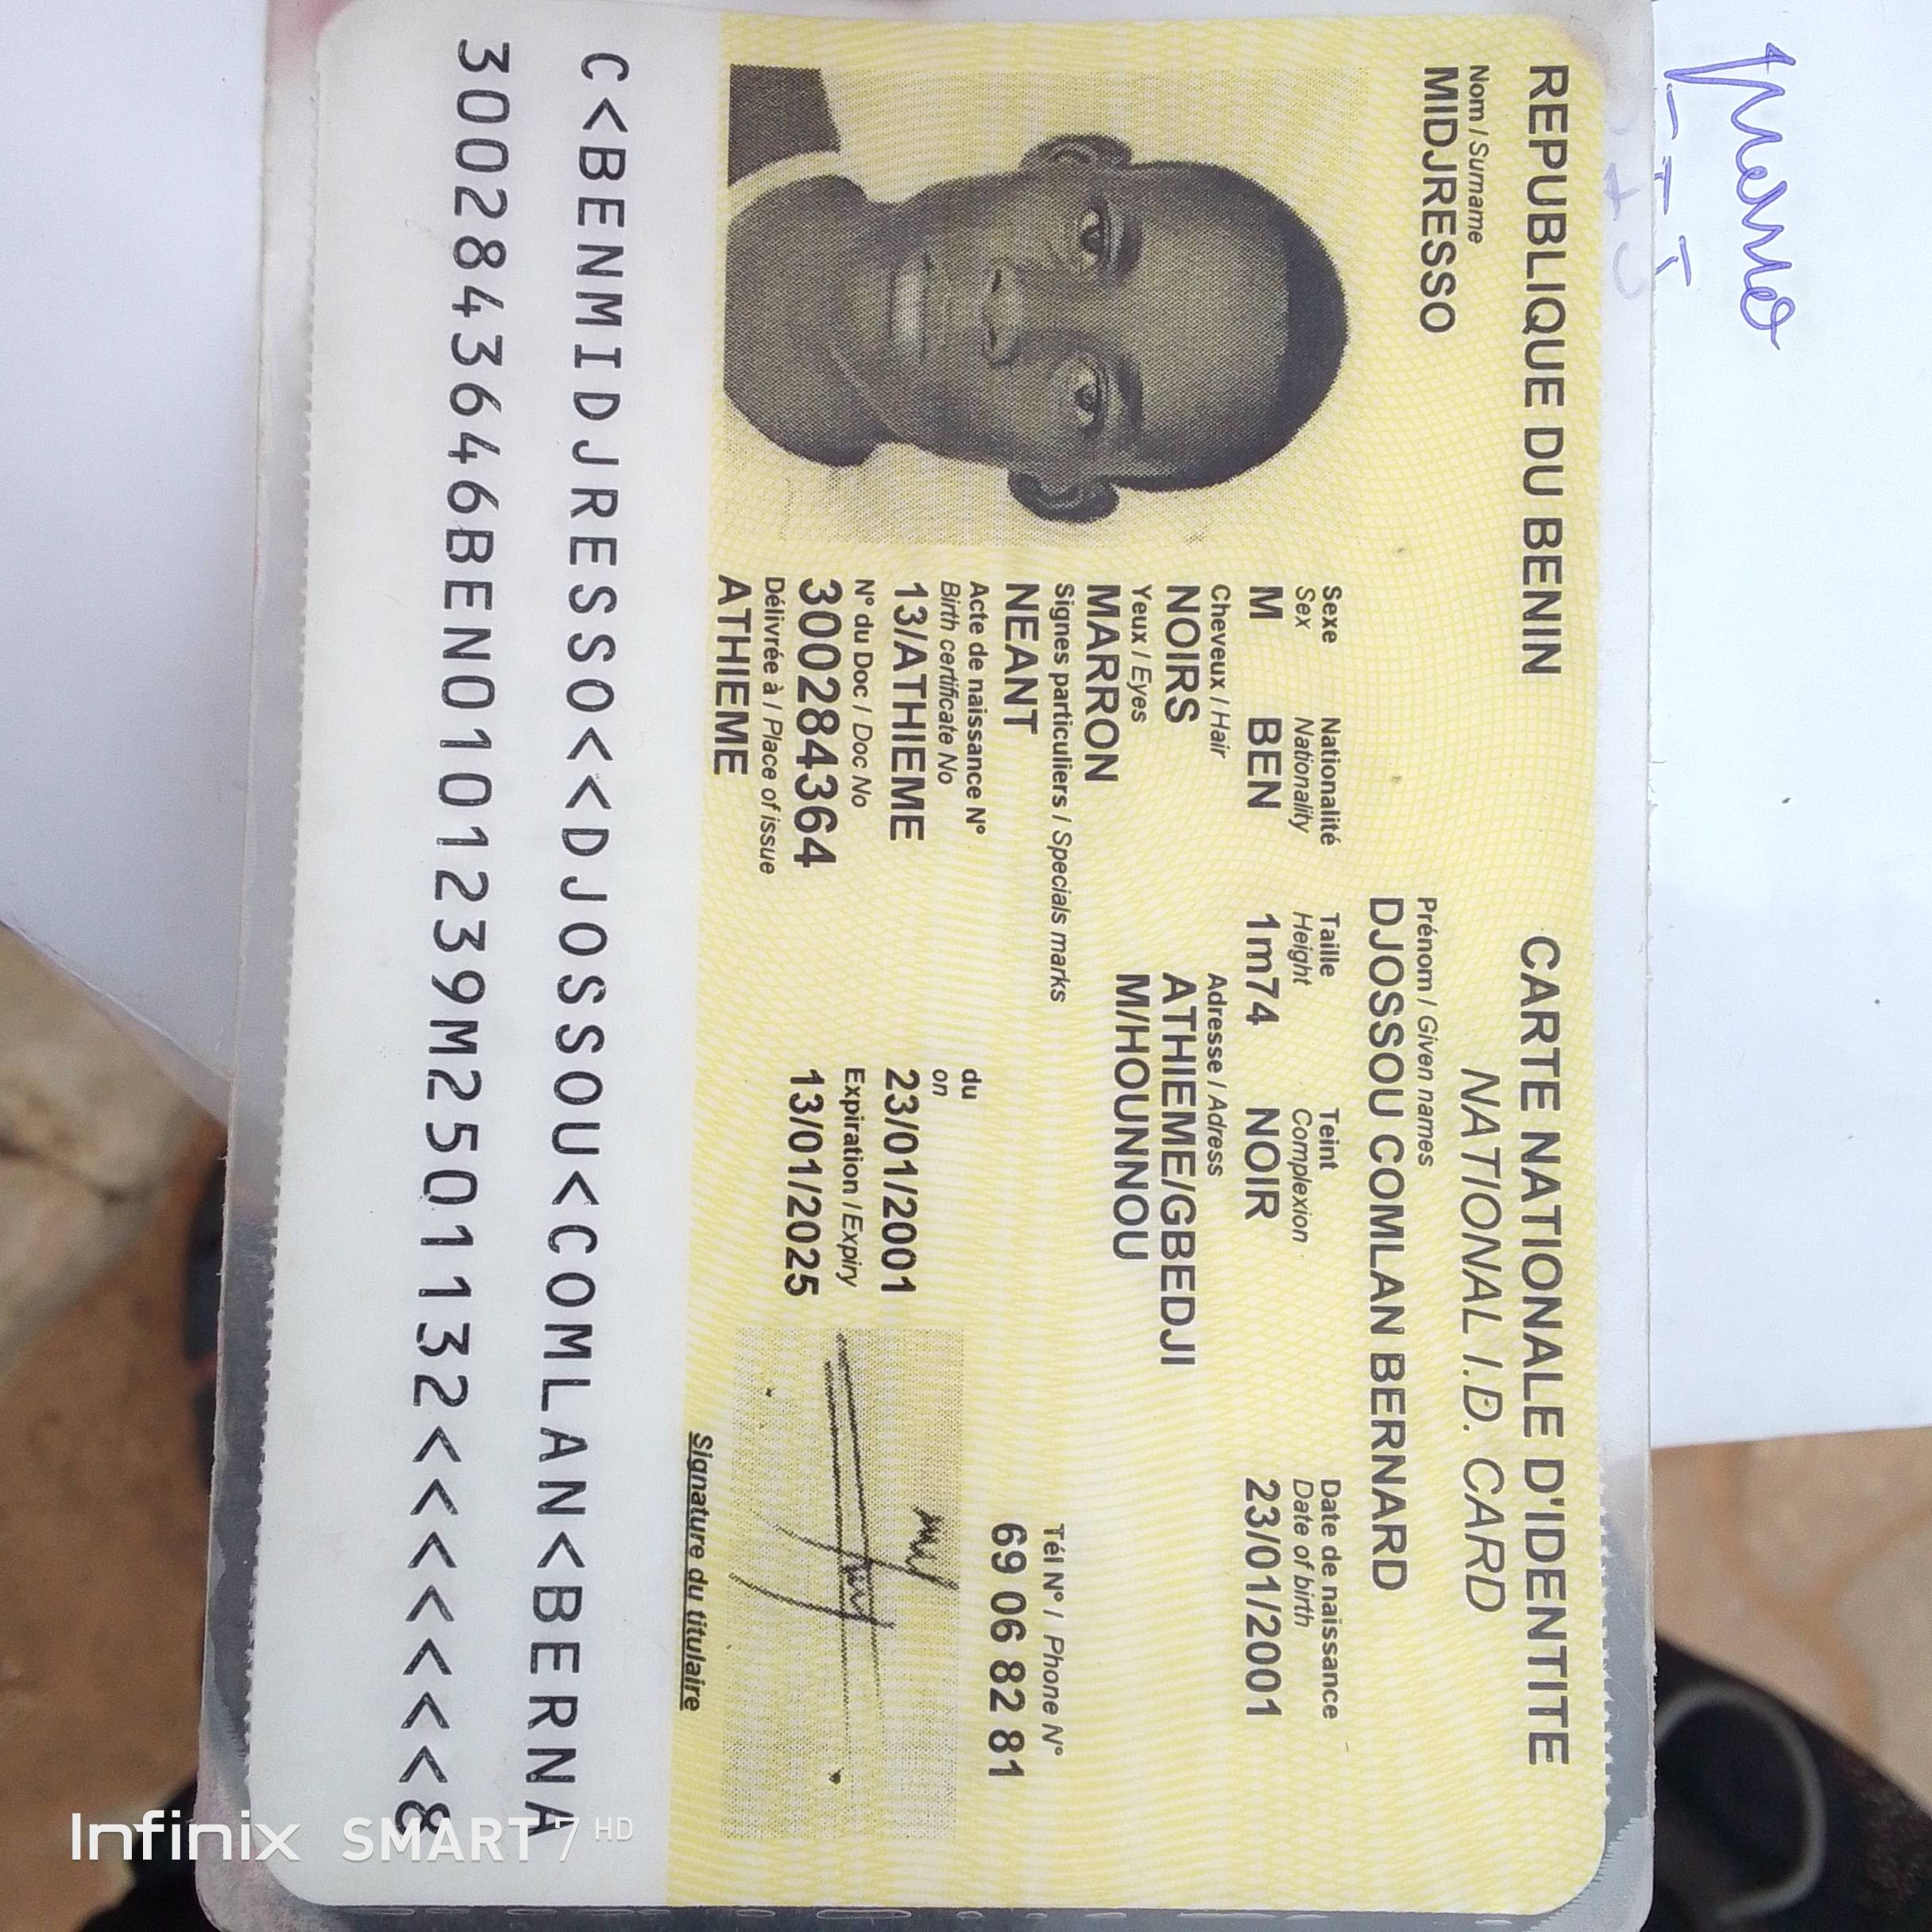 REPUBLIQUE DU BENIN
CARTE NATIONALE D'IDENTITE
NATIONAL I.D. CARD
Nom / Surname
MIDJRESSO
Prénom / Given names
DJOSSOU COMLAN BERNARD
Sexe Nationalité Taille Teint Date de naissance
Sex Nationality Height Complexion Date of birth
M BEN 1m74 NOIR 23/01/2001
Cheveux / Hair
NOIRS
Adresse / Adress
ATHIEME/GBEDJI
M/HOUNNOU
Yeux / Eyes
MARRON
Signes particuliers / Specials marks
NEANT
Tél N° / Phone N°
69 06 82 81
Acte de naissance N° du
Birth certificate No on
13/ATHIEME 23/01/2001
N° du Doc / Doc No Expiration / Expiry
300284364 13/01/2025
Délivrée à / Place of issue
ATHIEME
Signature du titulaire
C<BENMIDJRESSO<<DJOSSOU<COMLAN<BERNA
3002843646BEN0101239M2501132<<<<<<<8
Infinix SMART 7 HD